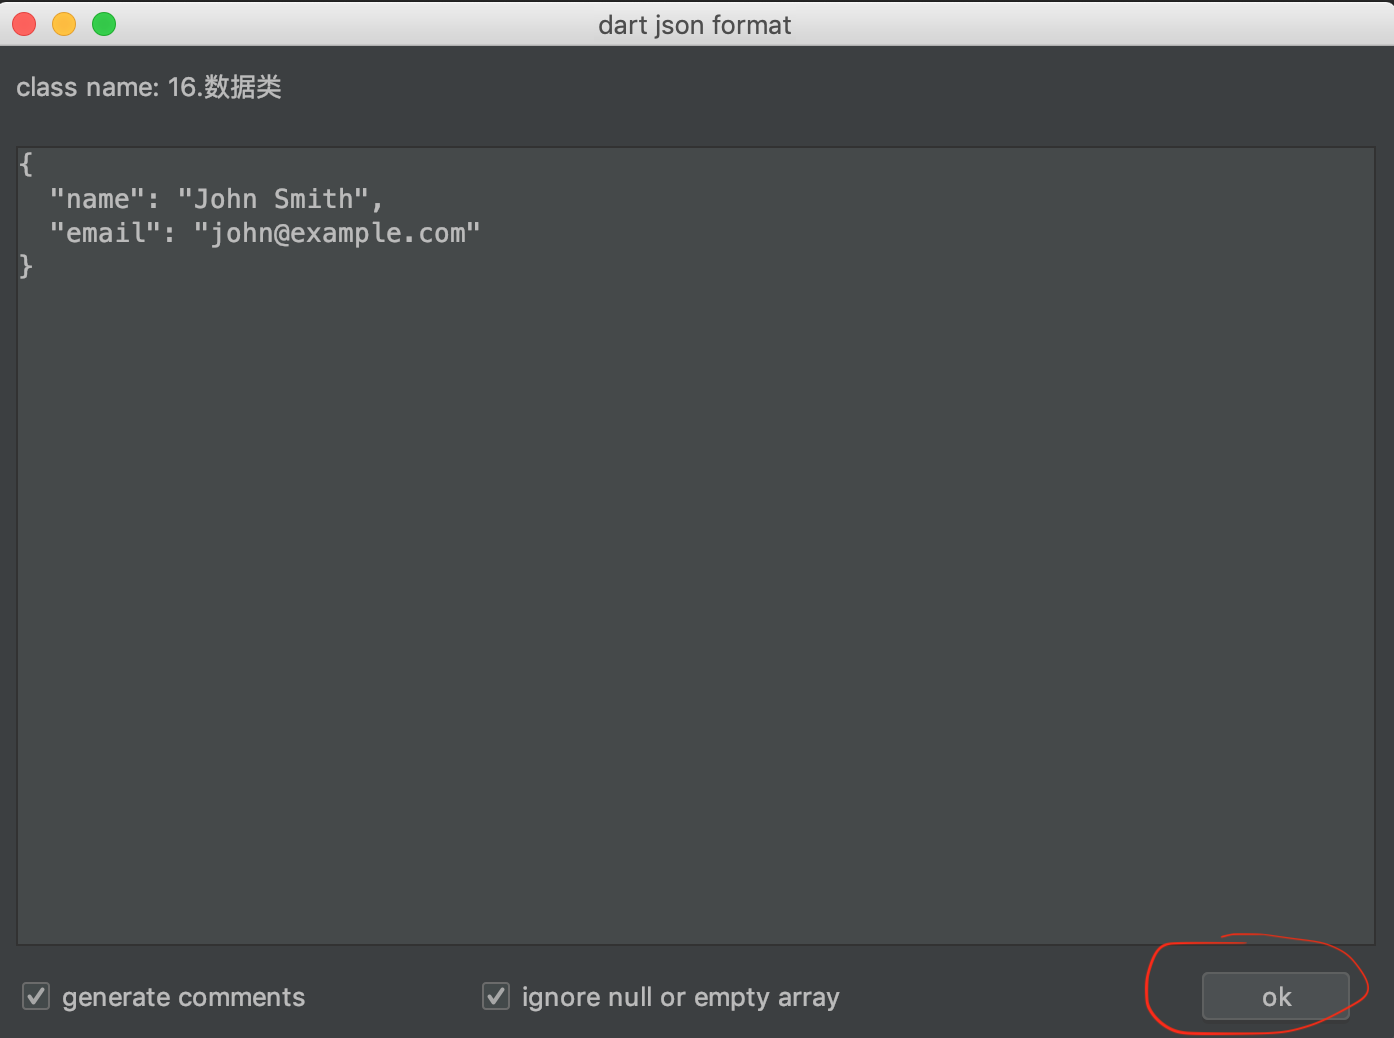 dart json format
class name: 16.数据类
{
  "name": "John Smith",
  "email": "john@example.com"
}
generate comments
ignore null or empty array
ok